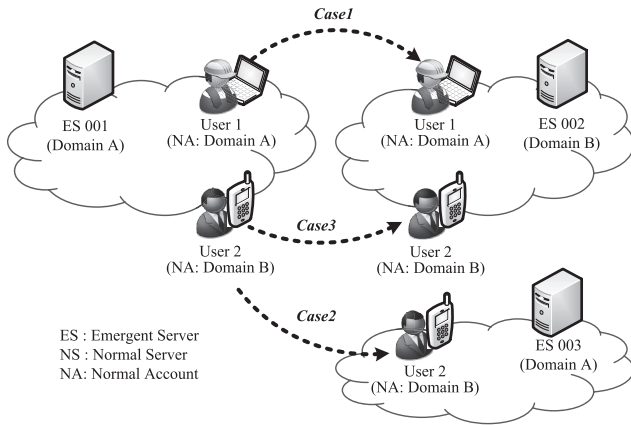 Case1
ES 001
(Domain A)
User 1
(NA: Domain A)
User 1
(NA: Domain A)
ES 002
(Domain B)
Case3
User 2
(NA: Domain B)
User 2
(NA: Domain B)
Case2
ES : Emergent Server
NS : Normal Server
NA: Normal Account
User 2
(NA: Domain B)
ES 003
(Domain A)